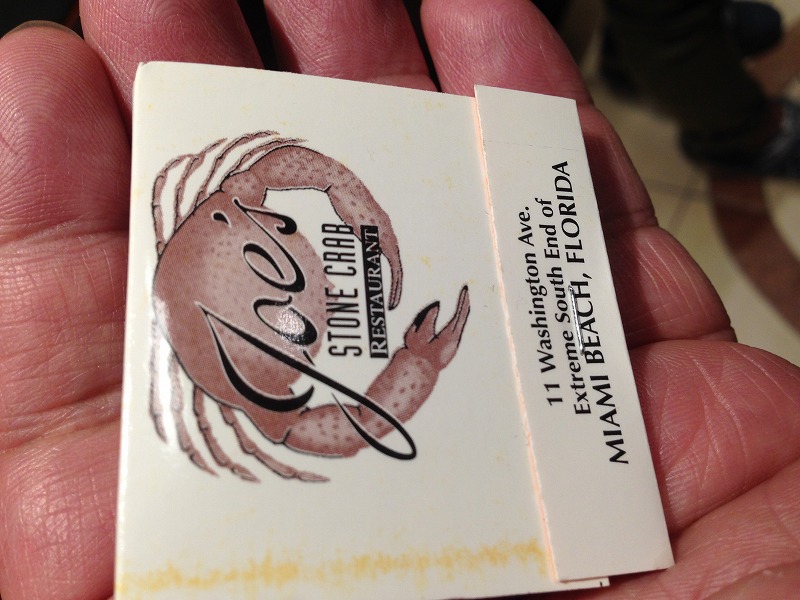 Joe's
STONE CRAB
RESTAURANT
11 Washington Ave.
Extreme South End of
MIAMI BEACH, FLORIDA